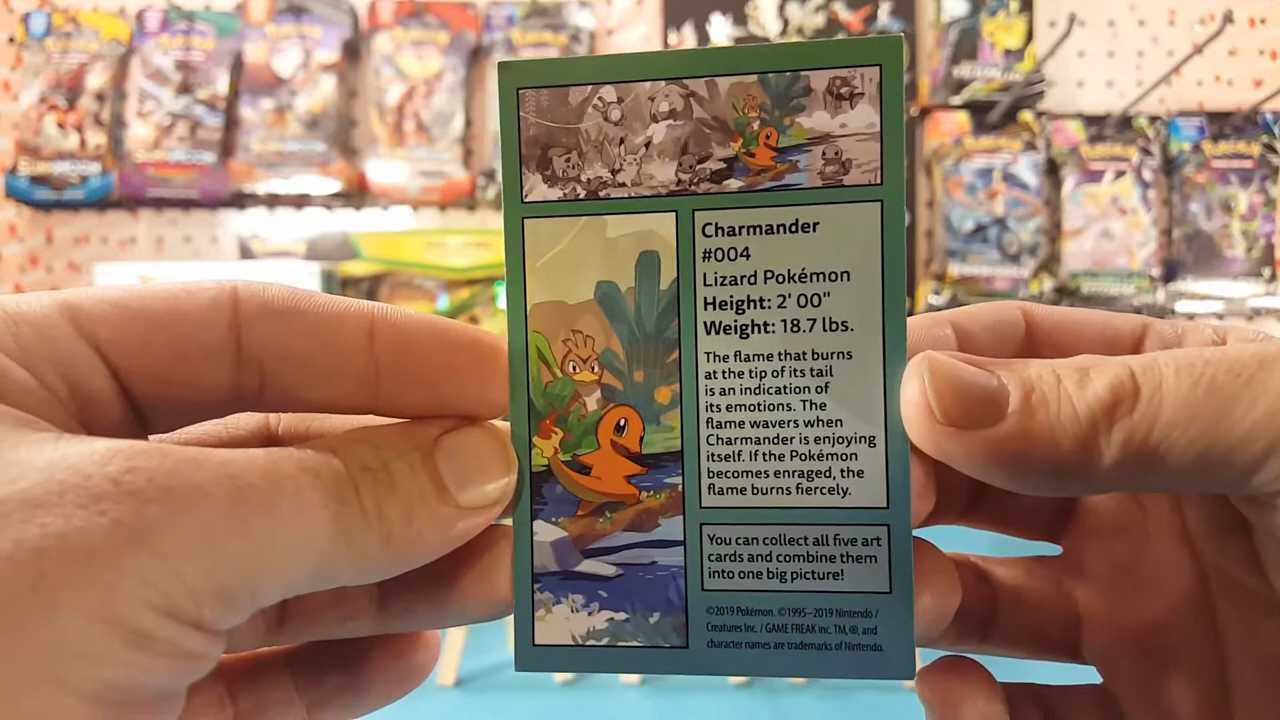 Charmander
#004
Lizard Pokémon
Height: 2' 00"
Weight: 18.7 lbs.
The flame that burns
at the tip of its tail
is an indication of
its emotions. The
flame wavers when
Charmander is enjoying
itself. If the Pokémon
becomes enraged, the
flame burns fiercely.
You can collect all five art
cards and combine them
into one big picture!
©2019 Pokémon. ©1995–2019 Nintendo /
Creatures Inc. / GAME FREAK inc. TM,®, and
character names are trademarks of Nintendo.